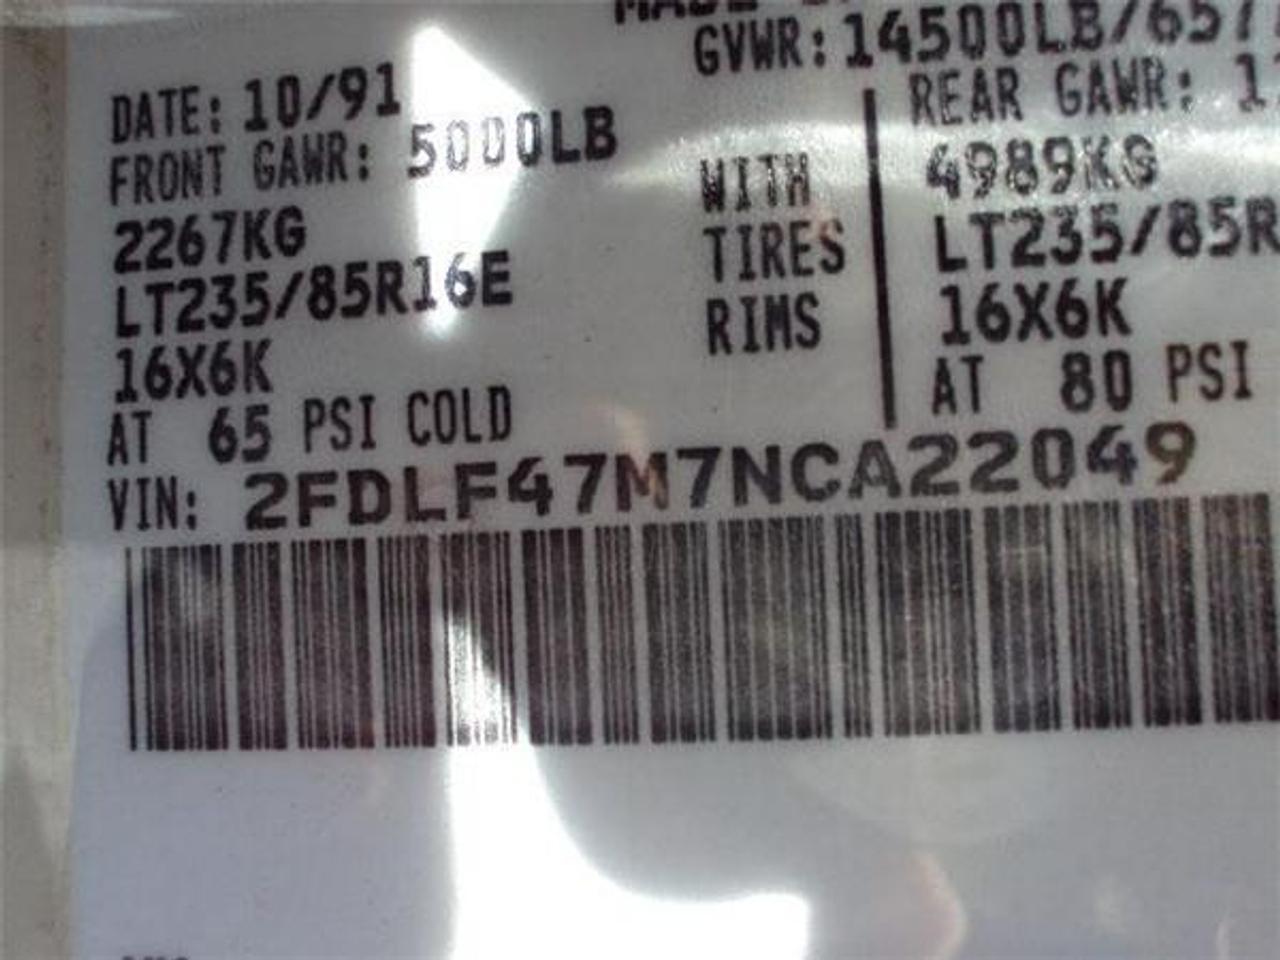 GVWR: 14500LB/657
DATE: 10/91
REAR GAWR: 1
FRONT GAWR: 5000LB
WITH
4989KG
2267KG
TIRES
LT235/85R
LT235/85R16E
RIMS
16X6K
16X6K
AT 80 PSI
AT 65 PSI COLD
VIN: 2FDLF47M7NCA22049